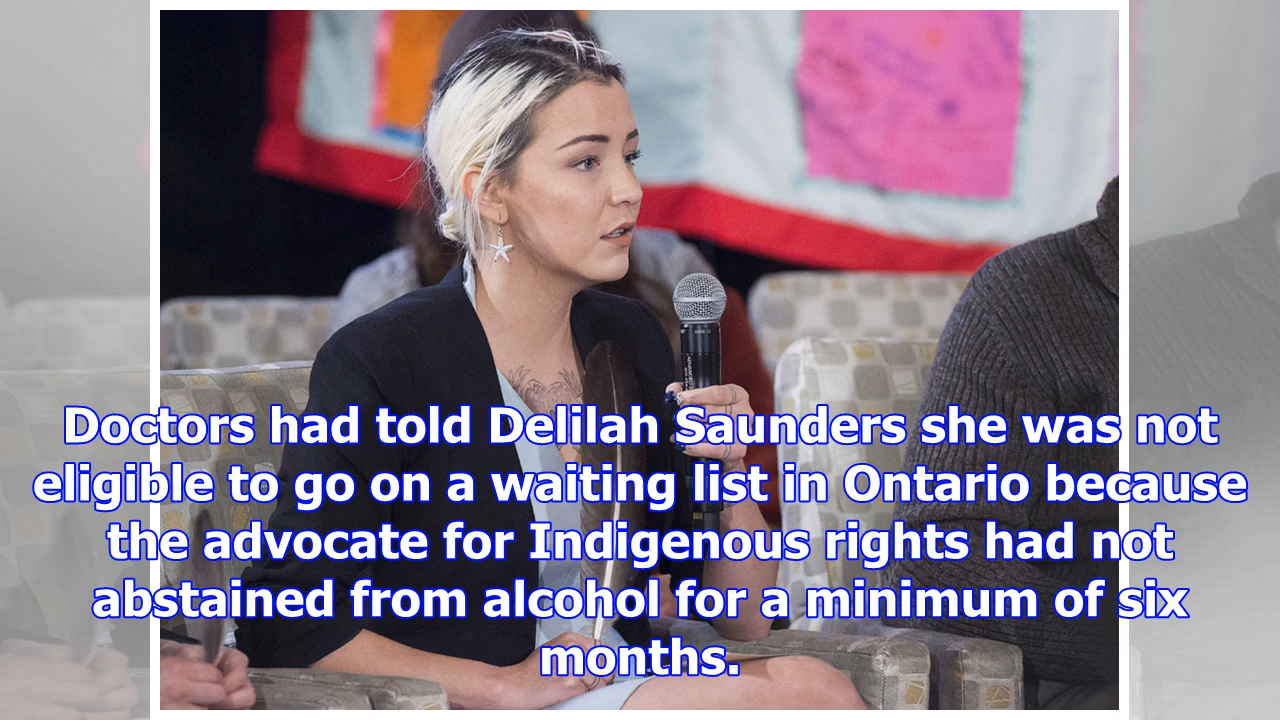 Doctors had told Delilah Saunders she was not
eligible to go on a waiting list in Ontario because
the advocate for Indigenous rights had not
abstained from alcohol for a minimum of six
months.